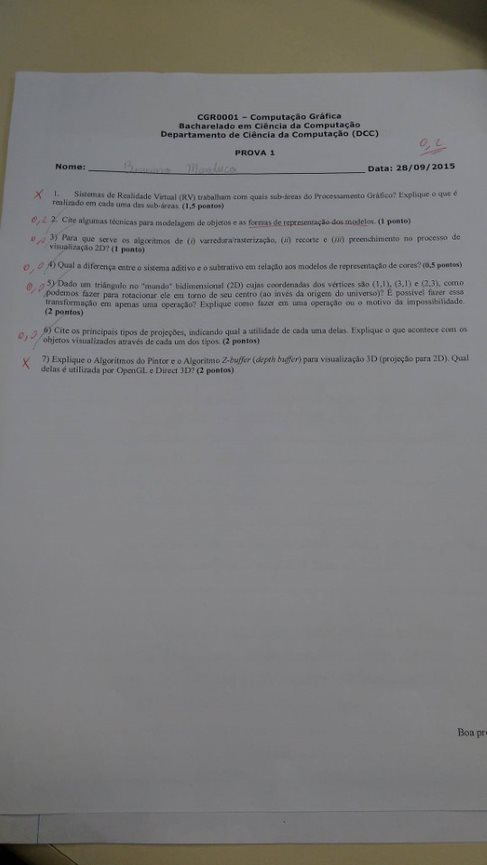 CGR0001 – Computação Gráfica
Bacharelado em Ciência da Computação
Departamento de Ciência da Computação (DCC)
0,2
PROVA 1
Nome: Data: 28/09/2015
X 1. Sistemas de Realidade Virtual (RV) trabalham com quais sub-áreas do Processamento Gráfico? Explique o que é
realizado em cada uma das sub-áreas. (1,5 pontos)
0,2 2. Cite algumas técnicas para modelagem de objetos e as formas de representação dos modelos. (1 ponto)
0,0 3) Para que serve os algoritmos de (i) varredura/rasterização, (ii) recorte e (iii) preenchimento no processo de
visualização 2D? (1 ponto)
0,0 4) Qual a diferença entre o sistema aditivo e o subtrativo em relação aos modelos de representação de cores? (0,5 pontos)
0,0 5) Dado um triângulo no "mundo" bidimensional (2D) cujas coordenadas dos vértices são (1,1), (3,1) e (2,3), como
podemos fazer para rotacionar ele em torno de seu centro (ao invés da origem do universo)? É possível fazer essa
transformação em apenas uma operação? Explique como fazer em uma operação ou o motivo da impossibilidade.
(2 pontos)
0,0 6) Cite os principais tipos de projeções, indicando qual a utilidade de cada uma delas. Explique o que acontece com os
objetos visualizados através de cada um dos tipos. (2 pontos)
X 7) Explique o Algoritmos do Pintor e o Algoritmo Z-buffer (depth buffer) para visualização 3D (projeção para 2D). Qual
delas é utilizada por OpenGL e Direct 3D? (2 pontos)
Boa pr